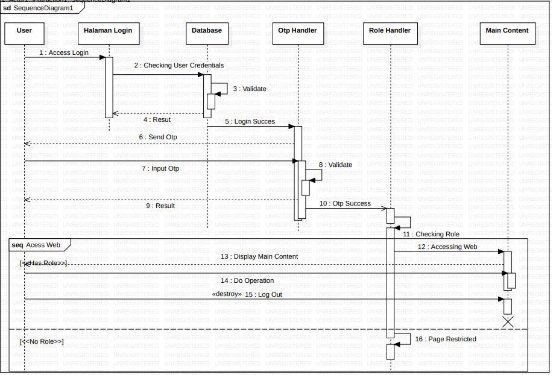 sd SequenceDiagram1
User
Halaman Login
Database
Otp Handler
Role Handler
Main Content
1 : Access Login
2 : Checking User Credentials
3 : Validate
4 : Resut
5 : Login Succes
6 : Send Otp
7 : Input Otp
8 : Validate
9 : Result
10 : Otp Success
11 : Checking Role
seq Acess Web
12 : Accessing Web
13 : Display Main Content
[<<Has Role>>]
14 : Do Operation
«destroy» 15 : Log Out
16 : Page Restricted
[<<No Role>>]